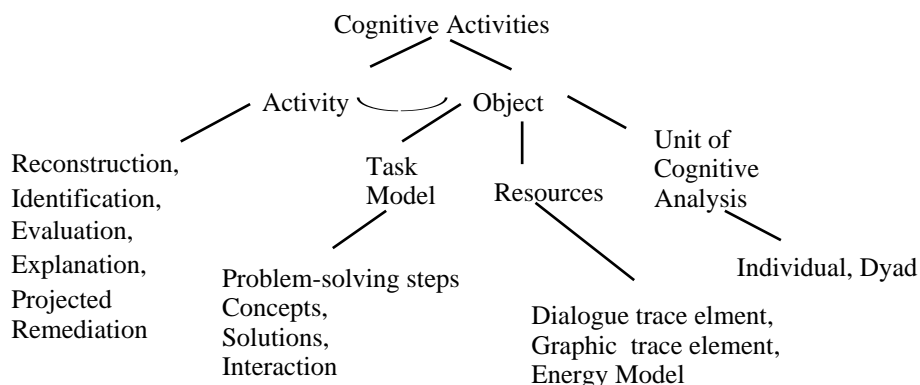 Cognitive Activities
Activity
Object
Reconstruction,
Identification,
Evaluation,
Explanation,
Projected
Remediation
Task
Model
Problem-solving steps
Concepts,
Solutions,
Interaction
Resources
Dialogue trace elment,
Graphic trace element,
Energy Model
Unit of
Cognitive
Analysis
Individual, Dyad